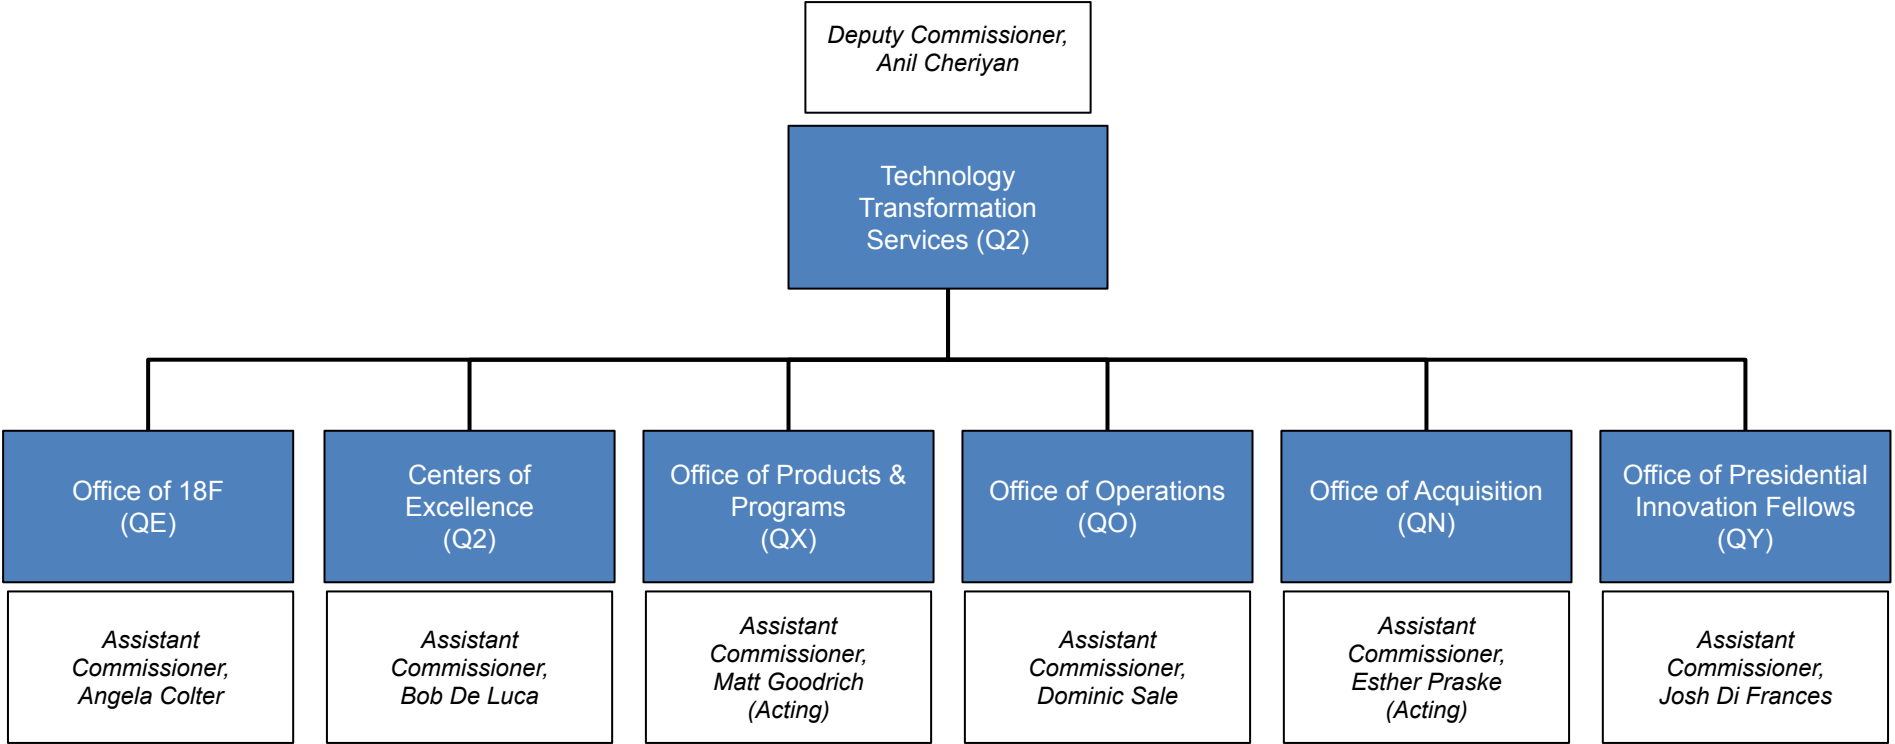 Deputy Commissioner,
Anil Cheriyan
Technology
Transformation
Services (Q2)
Office of 18F
(QE)
Assistant
Commissioner,
Angela Colter
Centers of
Excellence
(Q2)
Assistant
Commissioner,
Bob De Luca
Office of Products &
Programs
(QX)
Assistant
Commissioner,
Matt Goodrich
(Acting)
Office of Operations
(QO)
Assistant
Commissioner,
Dominic Sale
Office of Acquisition
(QN)
Assistant
Commissioner,
Esther Praske
(Acting)
Office of Presidential
Innovation Fellows
(QY)
Assistant
Commissioner,
Josh Di Frances